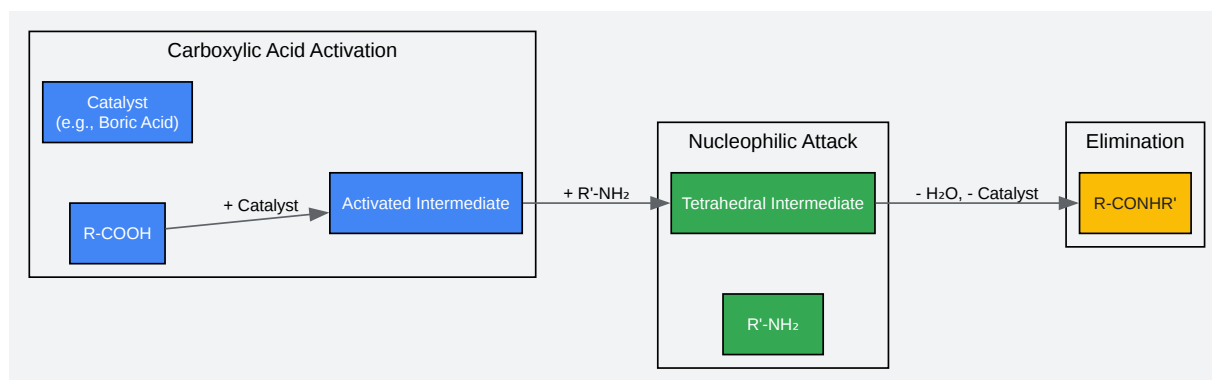 Carboxylic Acid Activation
Catalyst
(e.g., Boric Acid)
R-COOH
+ Catalyst
Activated Intermediate
+ R'-NH₂
Nucleophilic Attack
Tetrahedral Intermediate
R'-NH₂
- H₂O, - Catalyst
Elimination
R-CONHR'